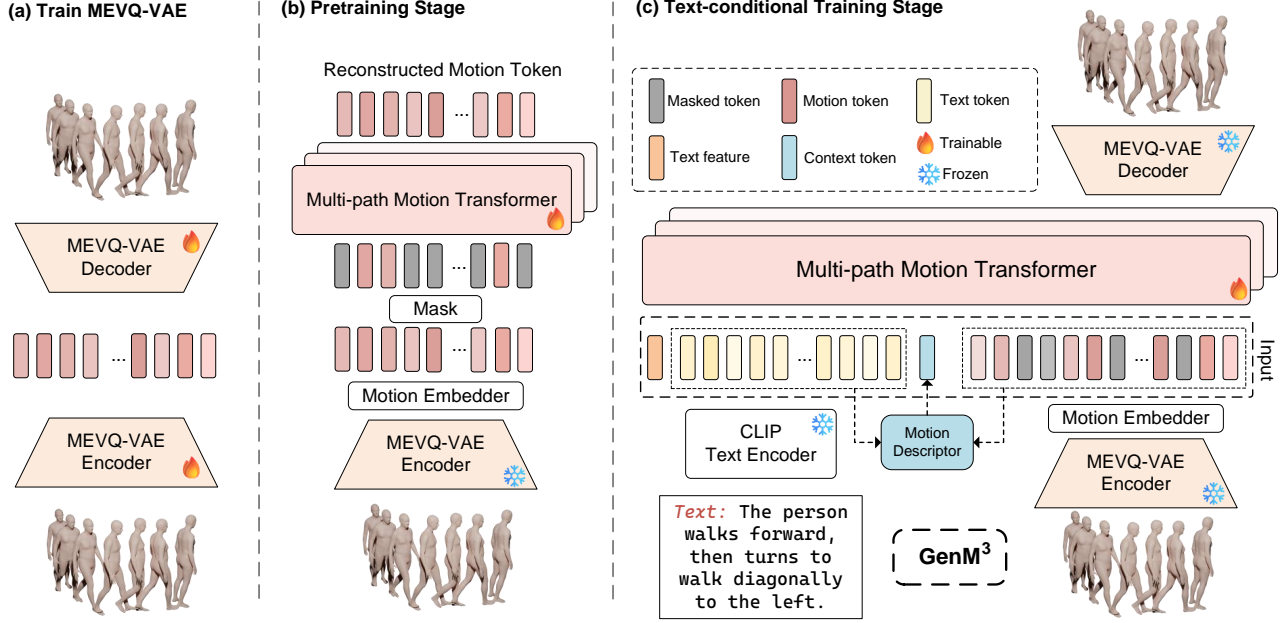 (a) Train MEVQ-VAE
MEVQ-VAE
Decoder
...
MEVQ-VAE
Encoder
(b) Pretraining Stage
Reconstructed Motion Token
...
Multi-path Motion Transformer
...
Mask
...
Motion Embedder
MEVQ-VAE
Encoder
(c) Text-conditional Training Stage
Masked token
Motion token
Text token
Text feature
Context token
Trainable
Frozen
MEVQ-VAE
Decoder
Multi-path Motion Transformer
...
...
Input
CLIP
Text Encoder
Motion
Descriptor
Motion Embedder
MEVQ-VAE
Encoder
Text: The person
walks forward,
then turns to
walk diagonally
to the left.
GenM³